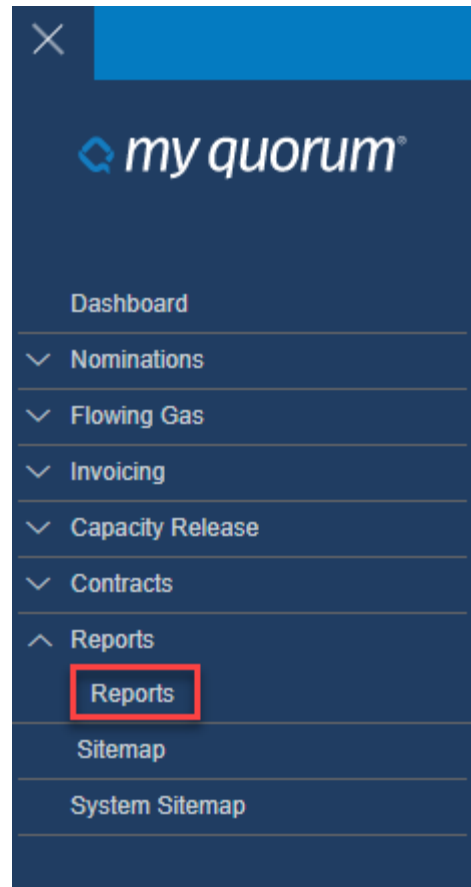 my quorum®
Dashboard
Nominations
Flowing Gas
Invoicing
Capacity Release
Contracts
Reports
Reports
Sitemap
System Sitemap